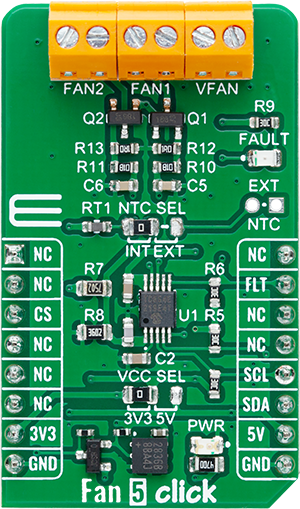 FAN2 FAN1 VFAN
Q2 Q1 R9
R13 R12 FAULT
R11 R10
C6 C5 EXT
RT1 NTC SEL NTC
INT EXT
NC NC
NC R7 R6 FLT
CS R8 U1 R5 NC
NC C2 NC
NC VCC SEL SCL
NC SDA
3V3 3V3 5V PWR 5V
GND GND
Fan 5 click